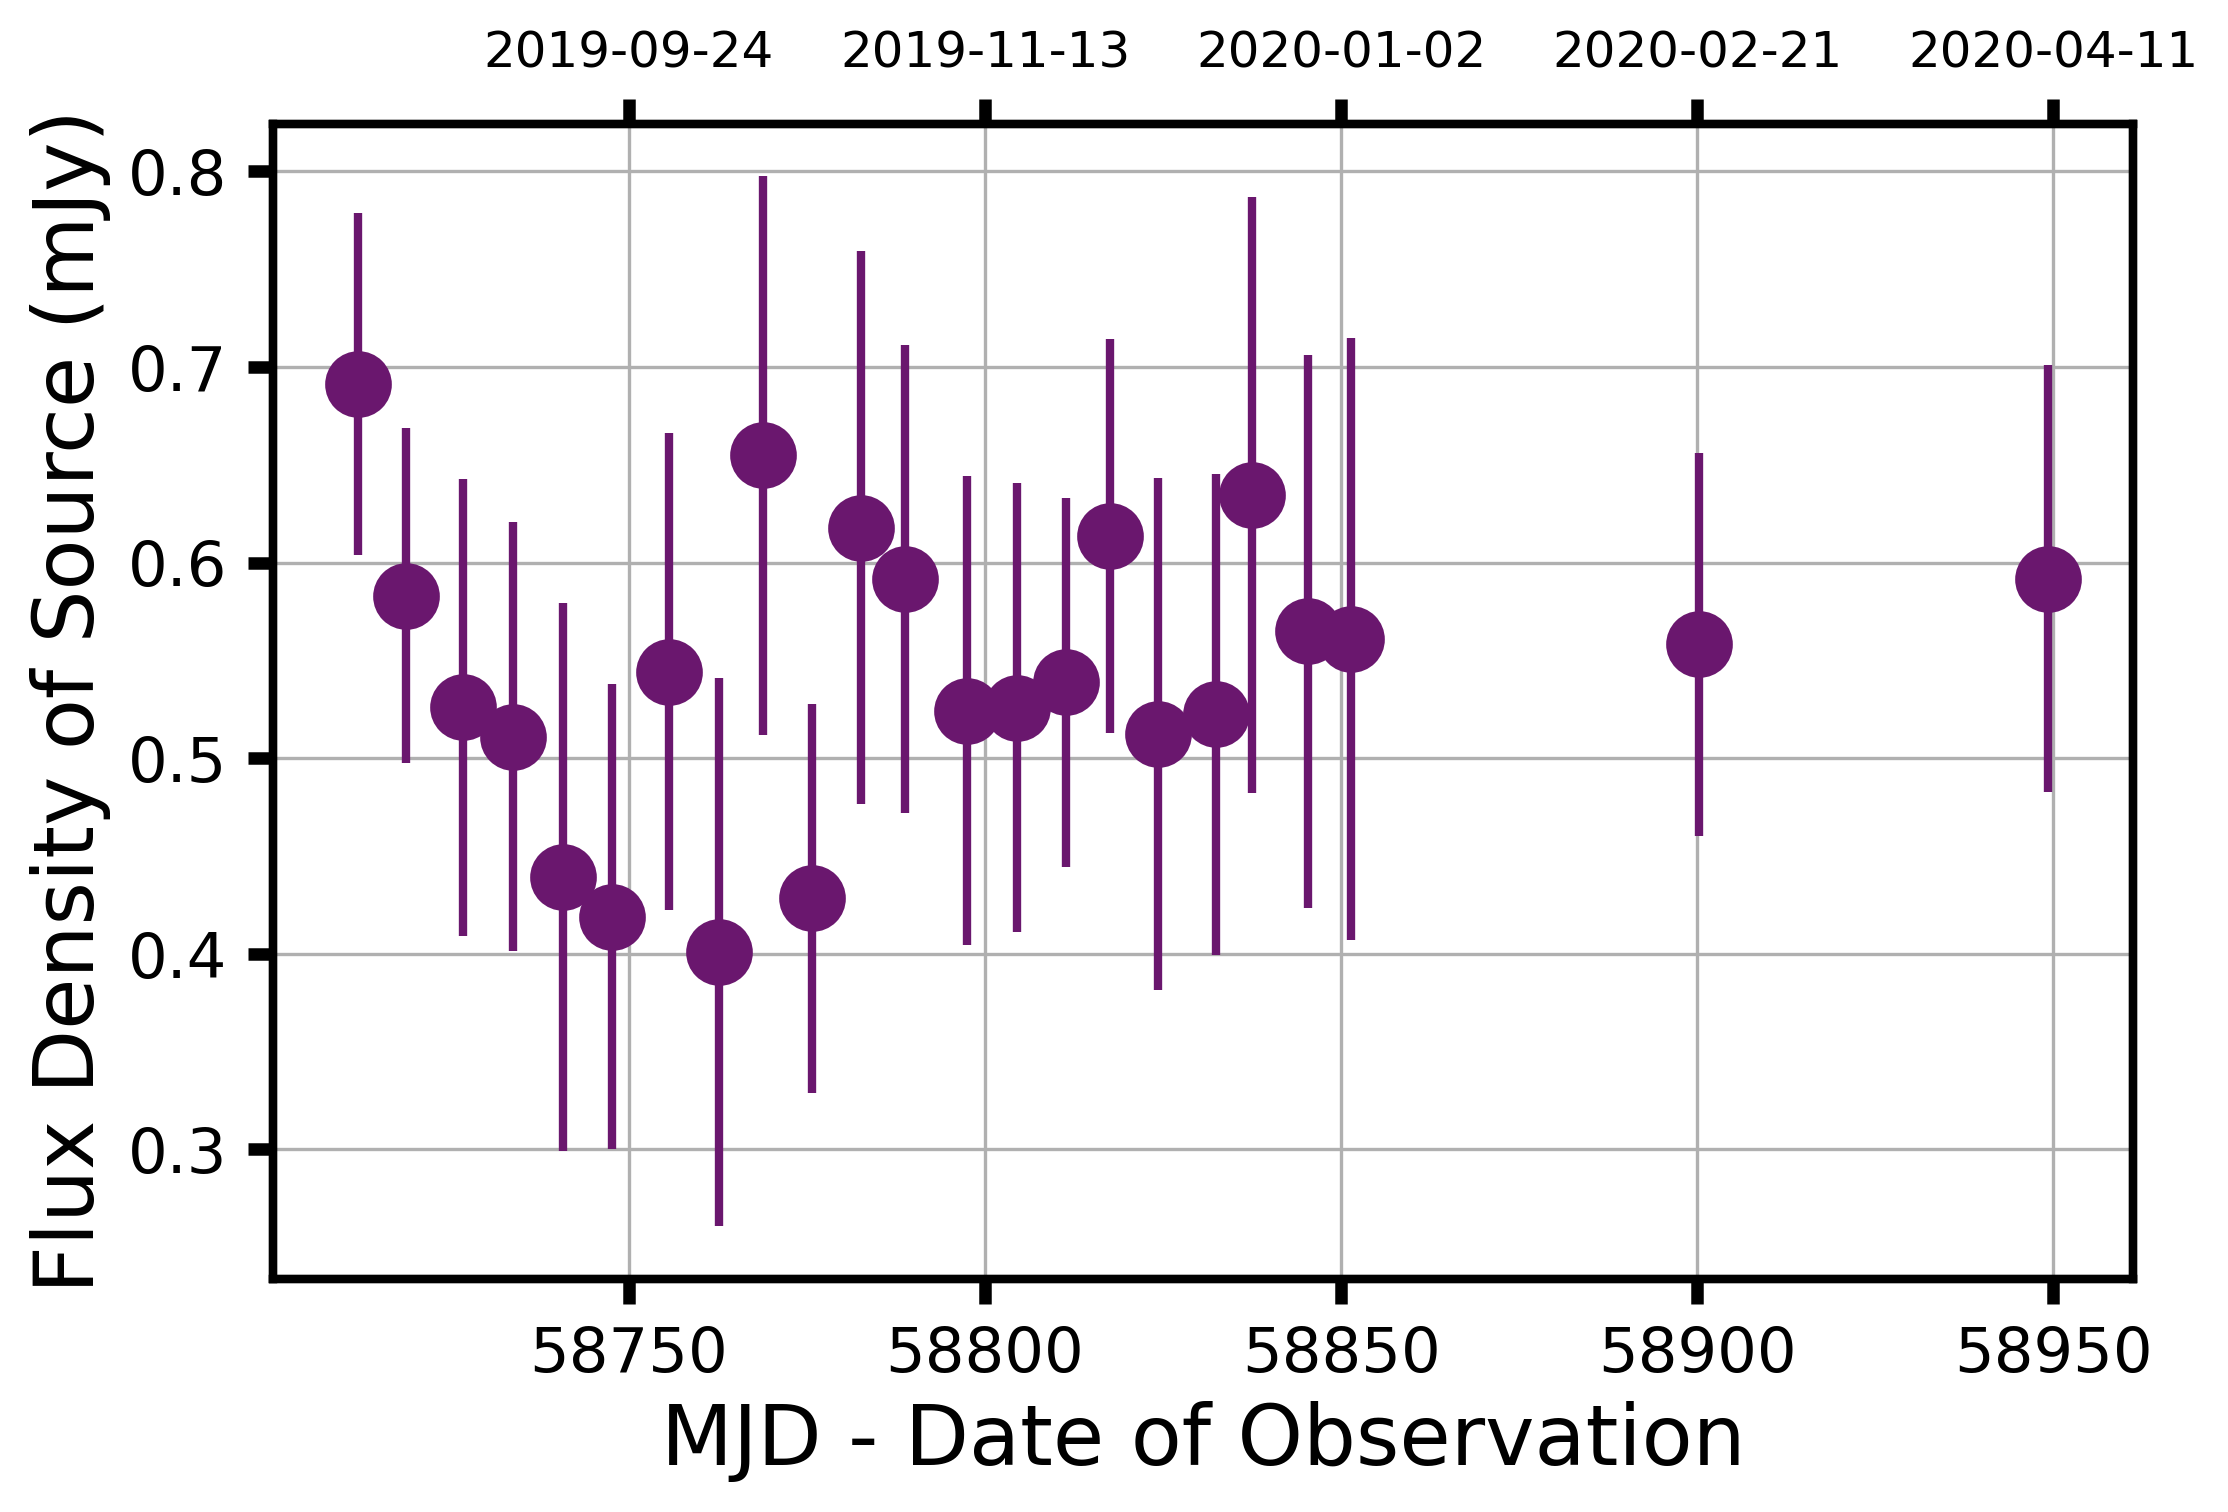 2019-09-24 2019-11-13 2020-01-02 2020-02-21 2020-04-11
Flux Density of Source (mJy)
0.8
0.7
0.6
0.5
0.4
0.3
58750 58800 58850 58900 58950
MJD - Date of Observation